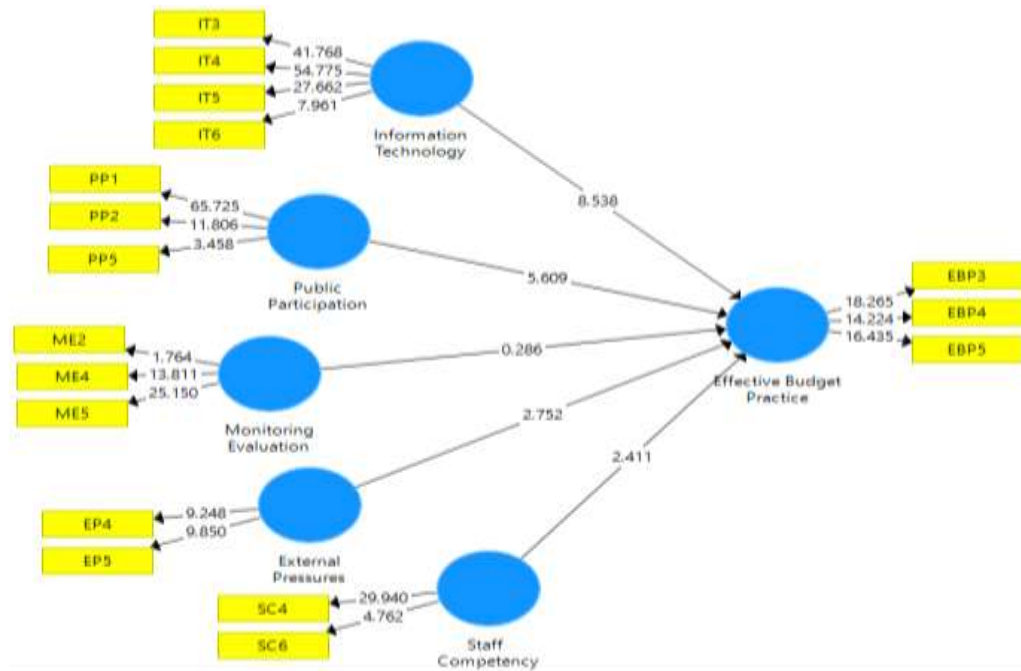 IT3
IT4
IT5
IT6
41.768
54.775
27.662
7.961
Information
Technology
8.538
PP1
PP2
PP5
65.725
11.806
3.458
Public
Participation
5.609
ME2
ME4
ME5
1.764
13.811
25.150
Monitoring
Evaluation
0.286
EP4
EP5
9.248
9.850
External
Pressures
2.752
SC4
SC6
29.940
4.762
Staff
Competency
2.411
Effective Budget
Practice
18.265
14.224
16.435
EBP3
EBP4
EBP5